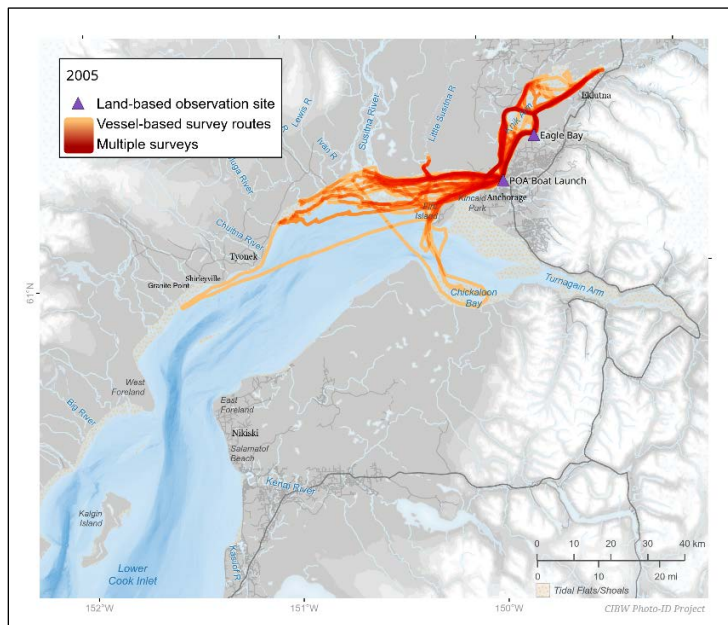 2005
Land-based observation site
Vessel-based survey routes
Multiple surveys
Lewis R
Ivan R
Susitna River
Little Susitna R
Eklutna
Eagle Bay
POA Boat Launch
Kincaid
Park
Anchorage
Island
Chuitna River
Tyonek
Shirleyville
Granite Point
Turnagain Arm
Chickaloon
Bay
61°N
West
Foreland
East
Foreland
Big River
Nikiski
Salamatof
Beach
Kenai River
Kalgin
Island
Kasilof R
Lower
Cook Inlet
0 10 20 30 40 km
0 10 20 mi
Tidal Flats/Shoals
CIBW Photo-ID Project
152°W 151°W 150°W